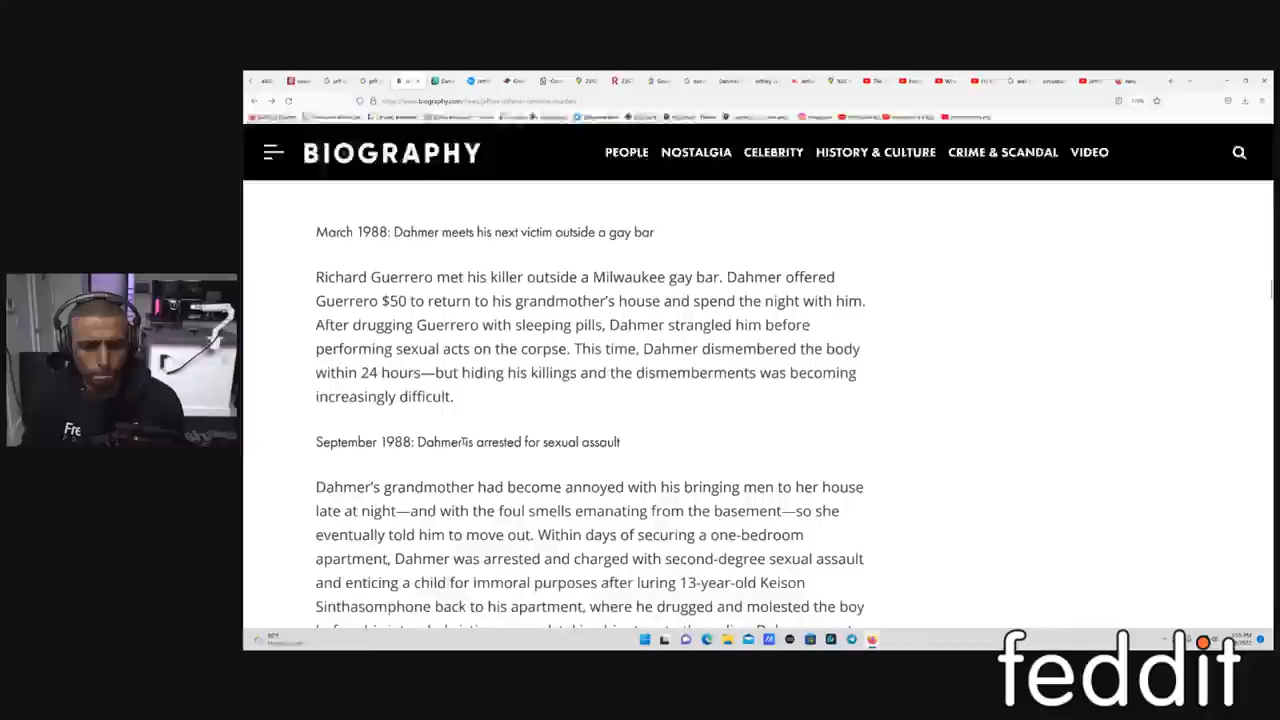 BIOGRAPHY
PEOPLE NOSTALGIA CELEBRITY HISTORY & CULTURE CRIME & SCANDAL VIDEO
March 1988: Dahmer meets his next victim outside a gay bar
Richard Guerrero met his killer outside a Milwaukee gay bar. Dahmer offered
Guerrero $50 to return to his grandmother's house and spend the night with him.
After drugging Guerrero with sleeping pills, Dahmer strangled him before
performing sexual acts on the corpse. This time, Dahmer dismembered the body
within 24 hours—but hiding his killings and the dismemberments was becoming
increasingly difficult.
September 1988: Dahmer is arrested for sexual assault
Dahmer's grandmother had become annoyed with his bringing men to her house
late at night—and with the foul smells emanating from the basement—so she
eventually told him to move out. Within days of securing a one-bedroom
apartment, Dahmer was arrested and charged with second-degree sexual assault
and enticing a child for immoral purposes after luring 13-year-old Keison
Sinthasomphone back to his apartment, where he drugged and molested the boy
Fre
feddit